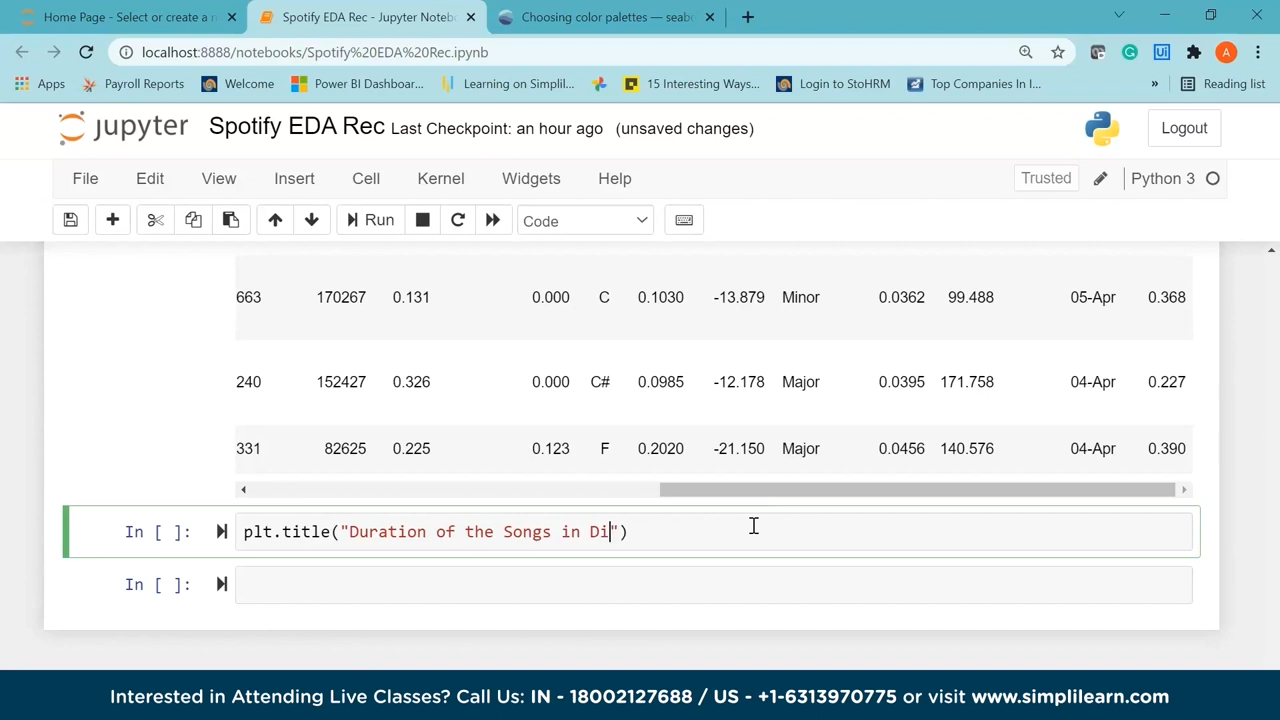 Home Page - Select or create a n
Spotify EDA Rec - Jupyter Notebo
Choosing color palettes — seab
localhost:8888/notebooks/Spotify%20EDA%20Rec.ipynb
A
Apps Payroll Reports Welcome Power BI Dashboar... Learning on Simplil... 15 Interesting Ways... Login to StoHRM Top Companies In I... » Reading list
jupyter Spotify EDA Rec Last Checkpoint: an hour ago (unsaved changes) Logout
File Edit View Insert Cell Kernel Widgets Help Trusted Python 3
Run Code
663 170267 0.131 0.000 C 0.1030 -13.879 Minor 0.0362 99.488 05-Apr 0.368
240 152427 0.326 0.000 C# 0.0985 -12.178 Major 0.0395 171.758 04-Apr 0.227
331 82625 0.225 0.123 F 0.2020 -21.150 Major 0.0456 140.576 04-Apr 0.390
In [ ]: plt.title("Duration of the Songs in Di")
In [ ]:
Interested in Attending Live Classes? Call Us: IN - 18002127688 / US - +1-6313970775 or visit www.simplilearn.com